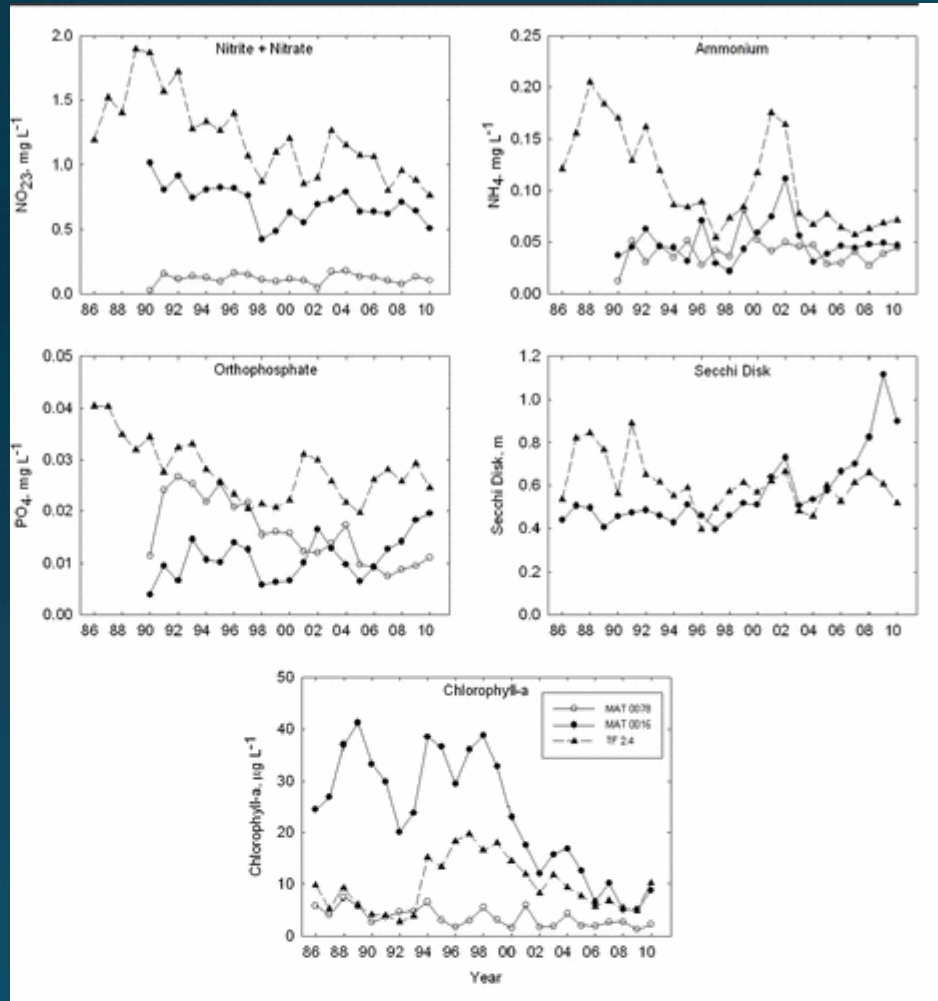 Nitrite + Nitrate
NO23, mg L-1
2.0
1.5
1.0
0.5
0.0
86 88 90 92 94 96 98 00 02 04 06 08 10
Ammonium
NH4, mg L-1
0.25
0.20
0.15
0.10
0.05
0.00
86 88 90 92 94 96 98 00 02 04 06 08 10
Orthophosphate
PO4, mg L-1
0.05
0.04
0.03
0.02
0.01
0.00
86 88 90 92 94 96 98 00 02 04 06 08 10
Secchi Disk
Secchi Disk, m
1.2
1.0
0.8
0.6
0.4
0.2
0.0
86 88 90 92 94 96 98 00 02 04 06 08 10
Chlorophyll-a
Chlorophyll-a, µg L-1
50
40
30
20
10
0
MAT 0078
MAT 0016
TF 2.4
86 88 90 92 94 96 98 00 02 04 06 08 10
Year